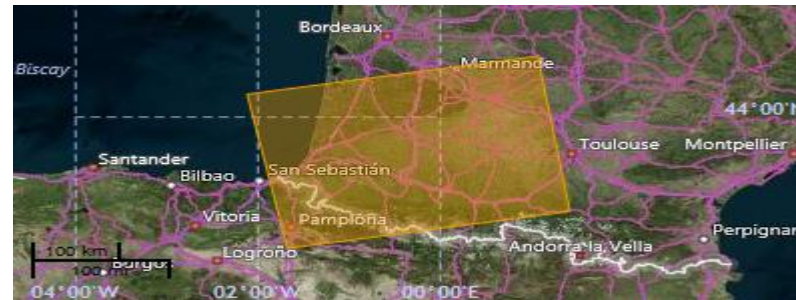 Bordeaux
Marmande
Biscay
44°00'N
Toulouse
Montpellier
Santander
Bilbao
San Sebastián
Vitoria
Pamplona
Perpignan
Logroño
Andorra la Vella
100 km
Burgos
04°00'W
02°00'W
00°00'E